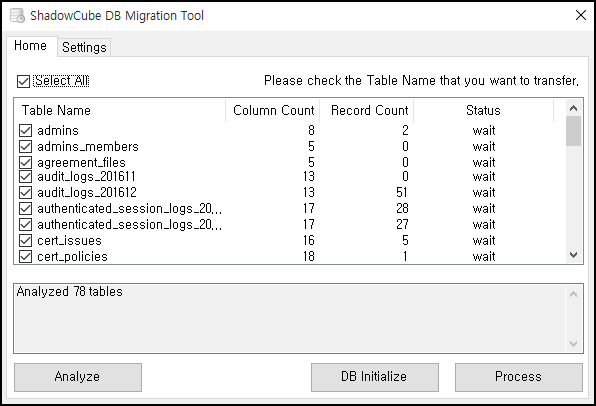 ShadowCube DB Migration Tool
Home Settings
Select All Please check the Table Name that you want to transfer.
Table Name Column Count Record Count Status
admins 8 2 wait
admins_members 5 0 wait
agreement_files 5 0 wait
audit_logs_201611 13 0 wait
audit_logs_201612 13 51 wait
authenticated_session_logs_20... 17 28 wait
authenticated_session_logs_20... 17 27 wait
cert_issues 16 5 wait
cert_policies 18 1 wait
Analyzed 78 tables
Analyze DB Initialize Process